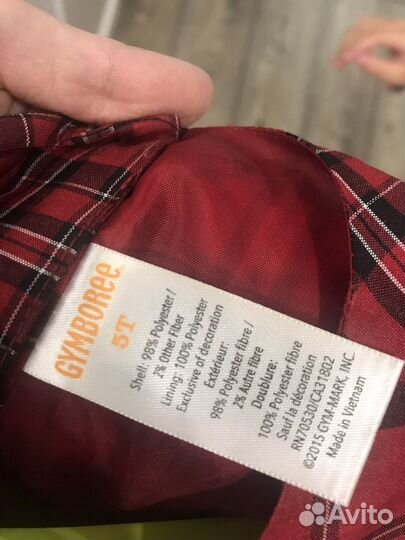 GYMBOREE
5T
Shell: 98% Polyester /
2% Other Fiber
Lining: 100% Polyester
Exclusive of decoration
Extérieur:
98% Polyester fibre/
2% Autre fibre
Doublure:
100% Polyester fibre
Sauf la décoration
RN70530/CA31802
©2015 GYM-MARK, INC.
Made in Vietnam
Avito